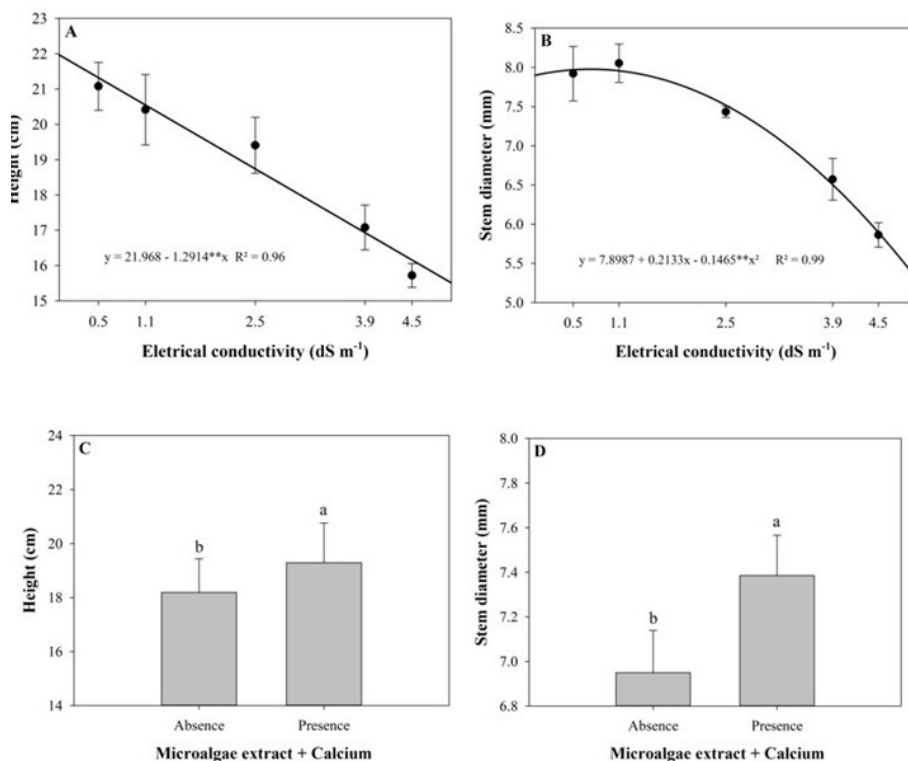 A
Height (cm)
23
22
21
20
19
18
17
16
15
y = 21.968 - 1.2914**x R² = 0.96
0.5 1.1 2.5 3.9 4.5
Eletrical conductivity (dS m⁻¹)
B
Stem diameter (mm)
8.5
8.0
7.5
7.0
6.5
6.0
5.5
5.0
y = 7.8987 + 0.2133x - 0.1465**x² R² = 0.99
0.5 1.1 2.5 3.9 4.5
Eletrical conductivity (dS m⁻¹)
C
Height (cm)
24
22
20
18
16
14
b
a
Absence Presence
Microalgae extract + Calcium
D
Stem diameter (mm)
8.0
7.8
7.6
7.4
7.2
7.0
6.8
b
a
Absence Presence
Microalgae extract + Calcium